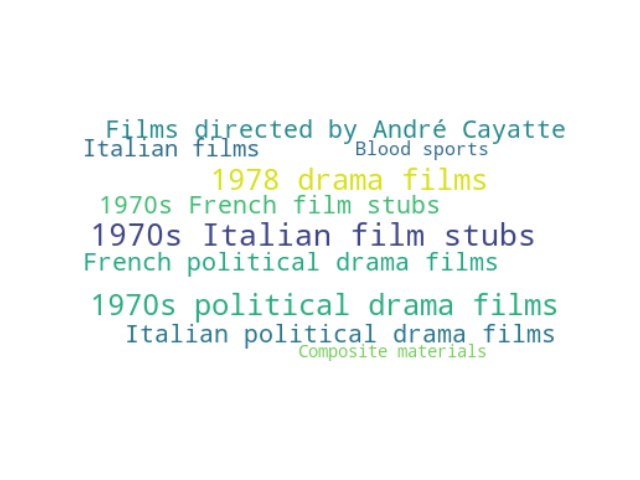 Films directed by André Cayatte
Italian films
Blood sports
1978 drama films
1970s French film stubs
1970s Italian film stubs
French political drama films
1970s political drama films
Italian political drama films
Composite materials